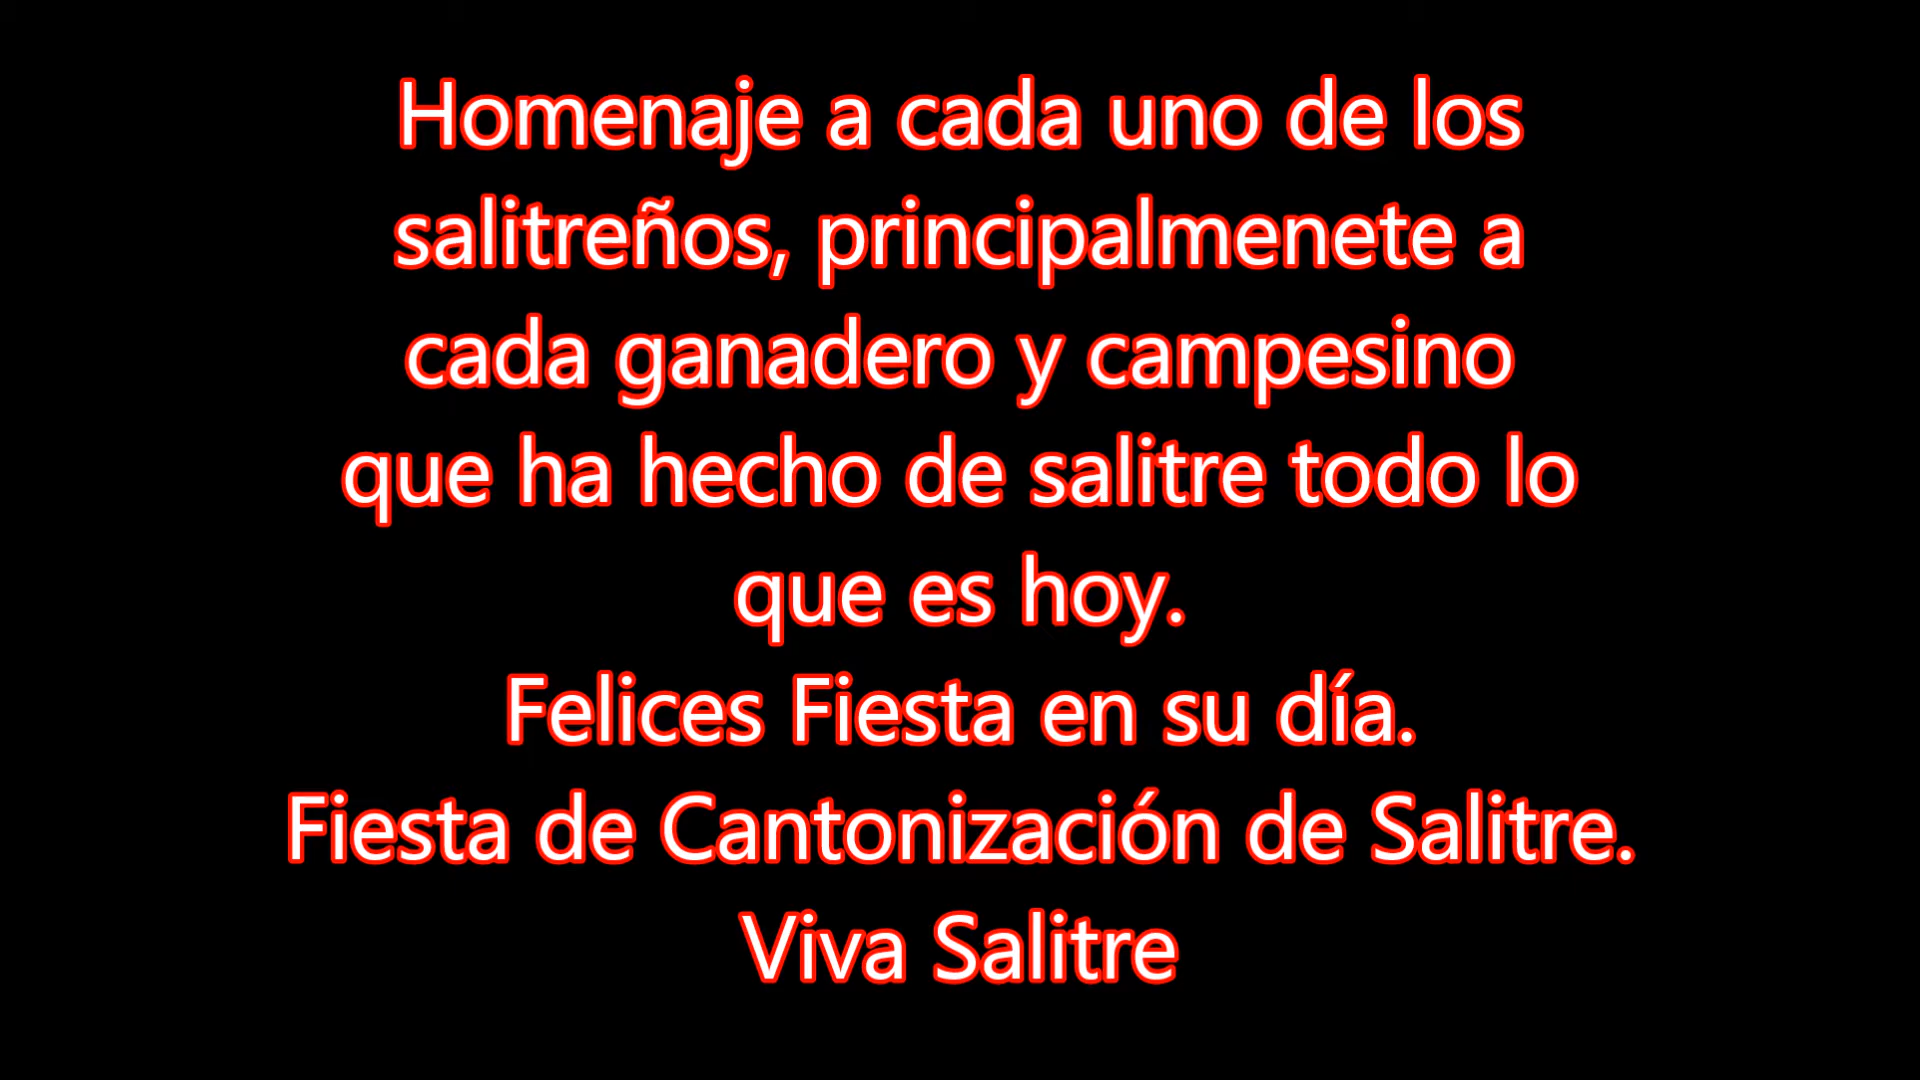 Homenaje a cada uno de los
salitreños, principalmenete a
cada ganadero y campesino
que ha hecho de salitre todo lo
que es hoy.
Felices Fiesta en su día.
Fiesta de Cantonización de Salitre.
Viva Salitre